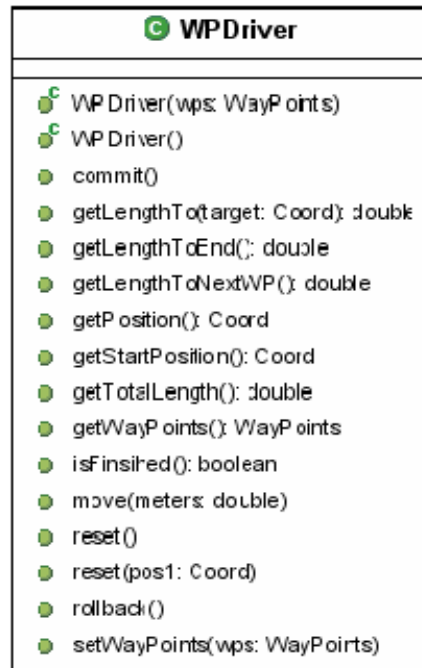 C WPDriver
C WPDriver(wps: WayPoints)
C WPDriver()
commit()
getLengthTo(target: Coord): double
getLengthToEnd(): double
getLengthToNextWP(): double
getPosition(): Coord
getStartPosition(): Coord
getTotalLength(): double
getWayPoints(): WayPoints
isFinsihed(): boolean
move(meters: double)
reset()
reset(pos1: Coord)
rollback()
setWayPoints(wps: WayPoints)